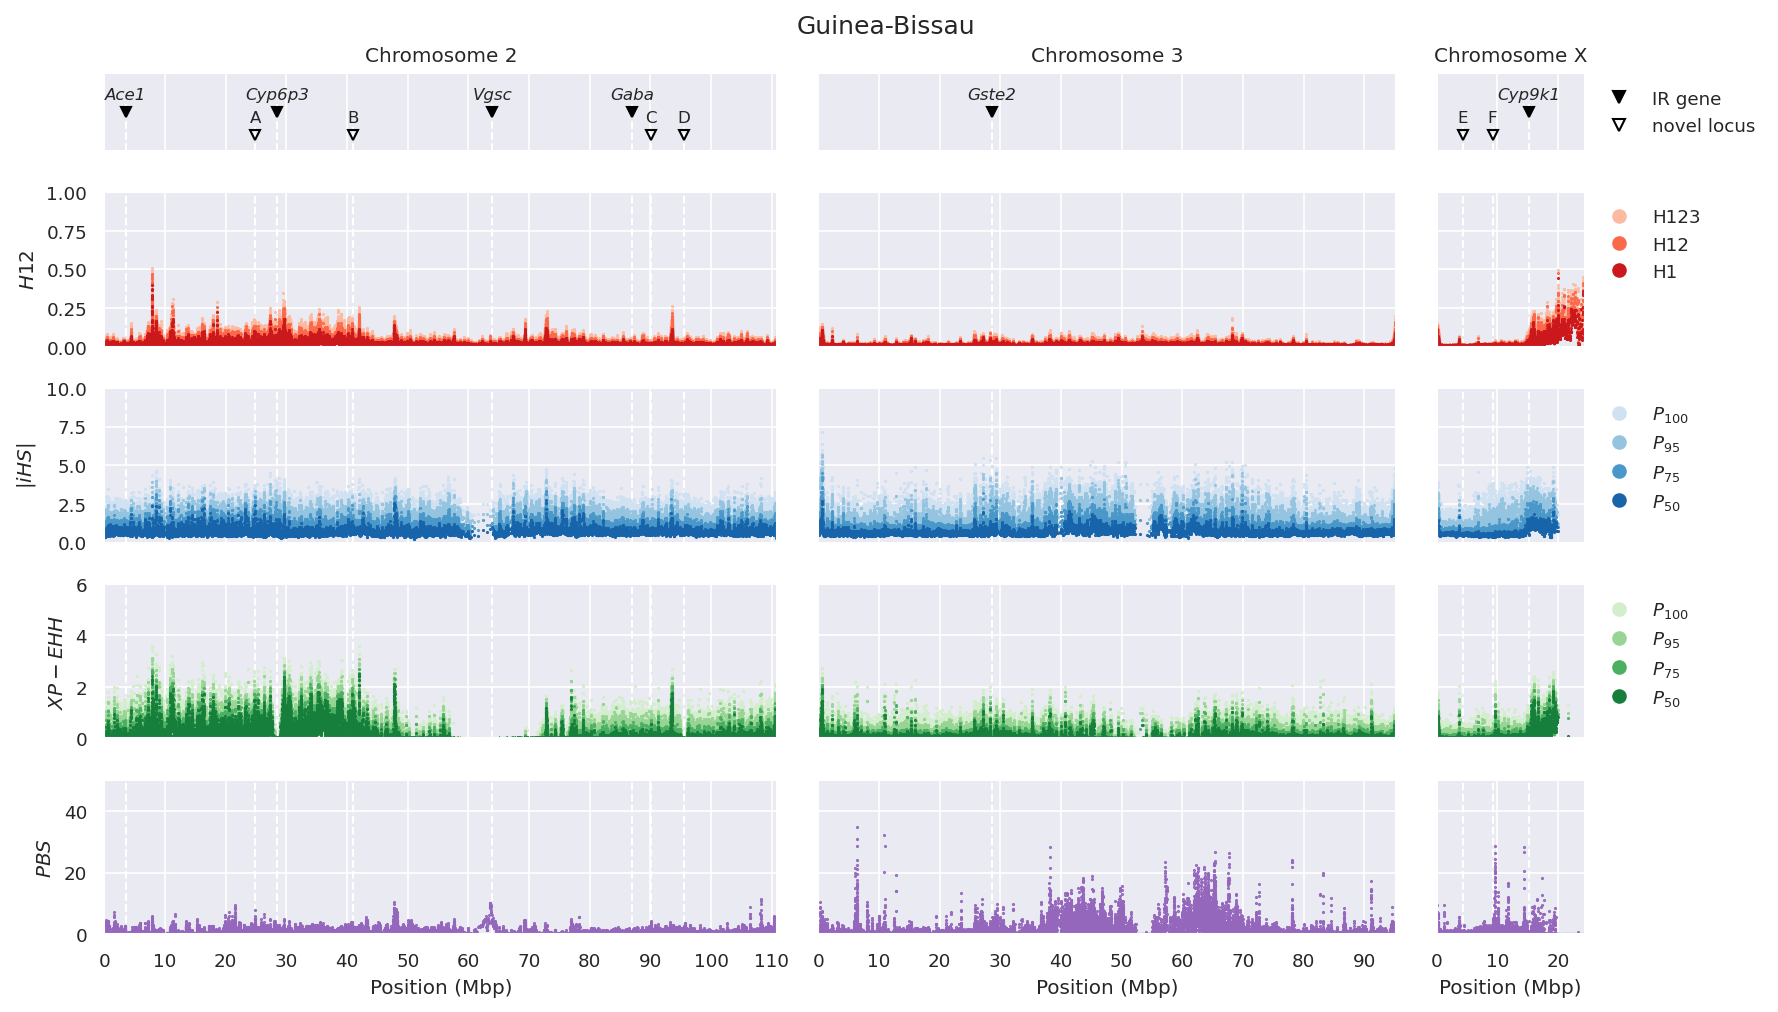 Guinea-Bissau
Chromosome 2
Chromosome 3
Chromosome X
Ace1
Cyp6p3
Vgsc
Gaba
Gste2
Cyp9k1
A
B
C
D
E
F
IR gene
novel locus
H12
1.00
0.75
0.50
0.25
0.00
H123
H12
H1
|iHS|
10.0
7.5
5.0
2.5
0.0
P100
P95
P75
P50
XP − EHH
6
4
2
0
P100
P95
P75
P50
PBS
40
20
0
0 10 20 30 40 50 60 70 80 90 100 110
0 10 20 30 40 50 60 70 80 90
0 10 20
Position (Mbp)
Position (Mbp)
Position (Mbp)